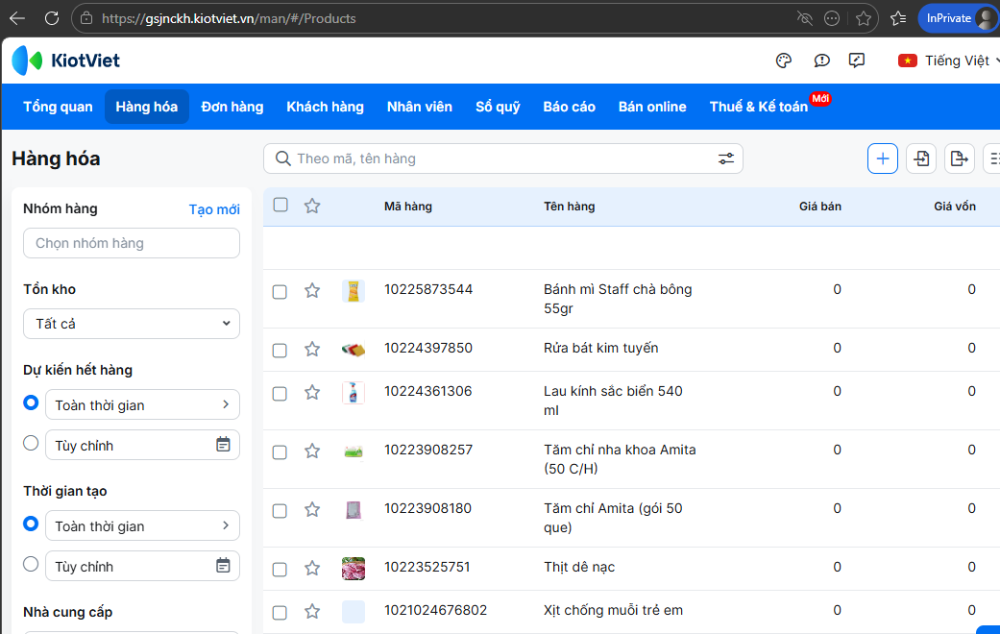 https://gsjnckh.kiotviet.vn/man/#/Products
InPrivate
KiotViet
Tiếng Việt
Tổng quan
Hàng hóa
Đơn hàng
Khách hàng
Nhân viên
Sổ quỹ
Báo cáo
Bán online
Thuế & Kế toán
Mới
Hàng hóa
Theo mã, tên hàng
Nhóm hàng
Tạo mới
Chọn nhóm hàng
Tồn kho
Tất cả
Dự kiến hết hàng
Toàn thời gian
Tùy chỉnh
Thời gian tạo
Toàn thời gian
Tùy chỉnh
Nhà cung cấp
Mã hàng Tên hàng Giá bán Giá vốn
10225873544 Bánh mì Staff chà bông 0 0
55gr
10224397850 Rửa bát kim tuyến 0 0
10224361306 Lau kính sắc biển 540 0 0
ml
10223908257 Tăm chỉ nha khoa Amita 0 0
(50 C/H)
10223908180 Tăm chỉ Amita (gói 50 0 0
que)
10223525751 Thịt dê nạc 0 0
1021024676802 Xịt chống muỗi trẻ em 0 0